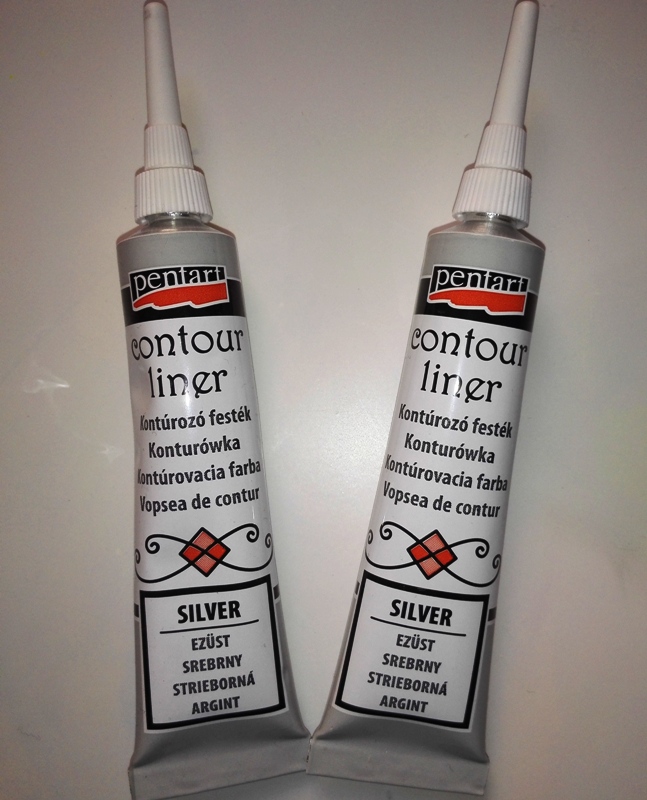 pentart
contour
liner
Kontúrozó festék
Konturówka
Kontúrovacia farba
Vopsea de contur
SILVER
EZÜST
SREBRNY
STRIEBORNÁ
ARGINT
pentart
contour
liner
Kontúrozó festék
Konturówka
Kontúrovacia farba
Vopsea de contur
SILVER
EZÜST
SREBRNY
STRIEBORNÁ
ARGINT